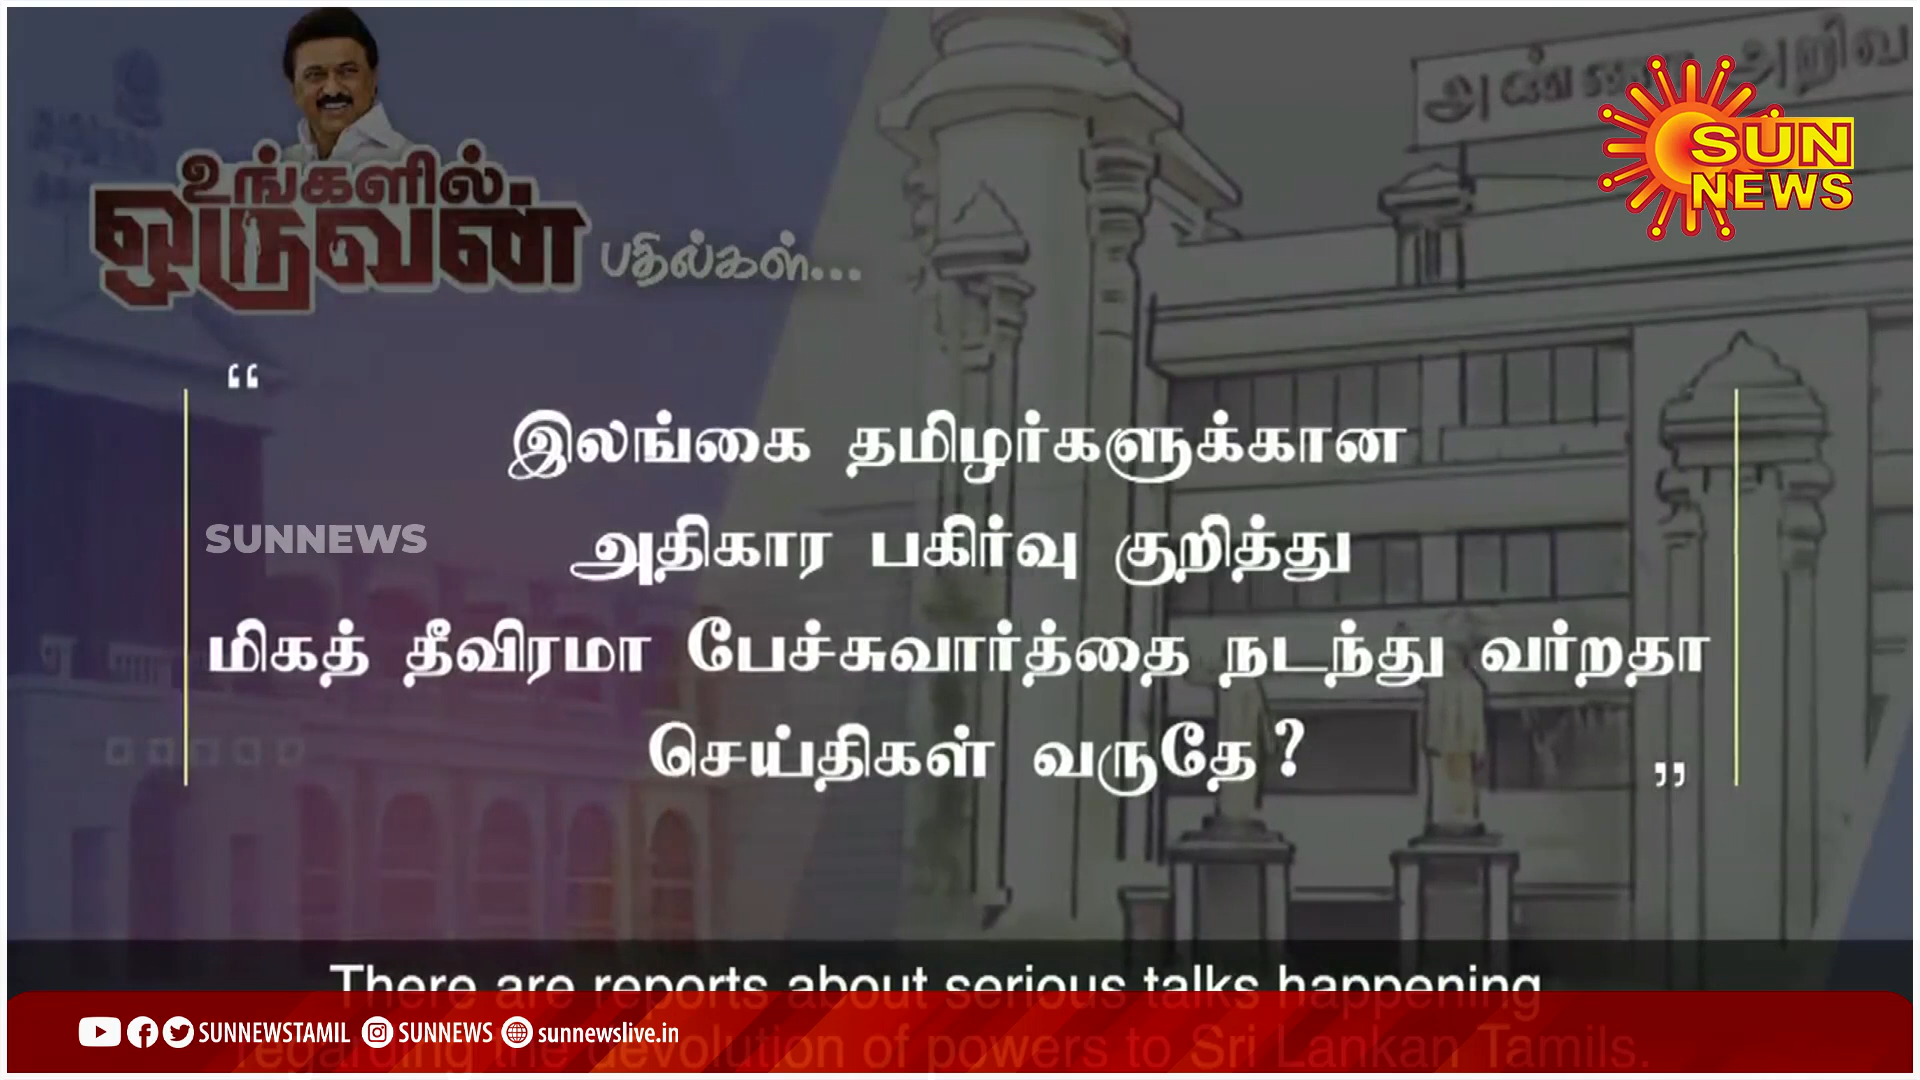 உங்களில்
ஒருவன்
பதில்கள்...
SUN
NEWS
“
இலங்கை தமிழர்களுக்கான
அதிகார பகிர்வு குறித்து
மிகத் தீவிரமா பேச்சுவார்த்தை நடந்து வர்றதா
செய்திகள் வருதே?
”
SUNNEWS
There are reports about serious talks happening
regarding the devolution of powers to Sri Lankan Tamils.
SUNNEWSTAMIL SUNNEWS sunnewslive.in